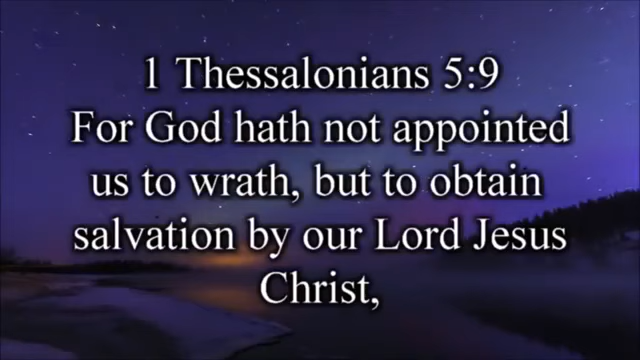 1 Thessalonians 5:9
For God hath not appointed
us to wrath, but to obtain
salvation by our Lord Jesus
Christ,